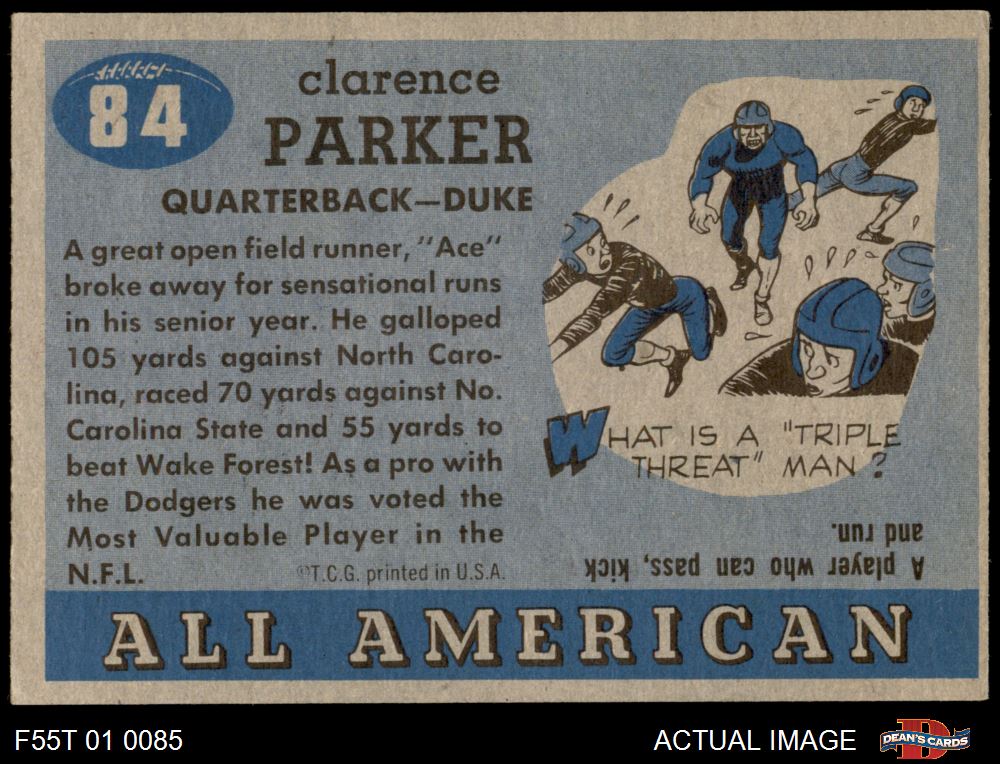 84
clarence
PARKER
QUARTERBACK—DUKE
A great open field runner, "Ace"
broke away for sensational runs
in his senior year. He galloped
105 yards against North Caro-
lina, raced 70 yards against No.
Carolina State and 55 yards to
beat Wake Forest! As a pro with
the Dodgers he was voted the
Most Valuable Player in the
N.F.L.
©T.C.G. printed in U.S.A.
WHAT IS A "TRIPLE
THREAT" MAN?
A player who can pass, kick
and run.
ALL AMERICAN
F55T 01 0085
ACTUAL IMAGE
D
DEAN'S CARDS